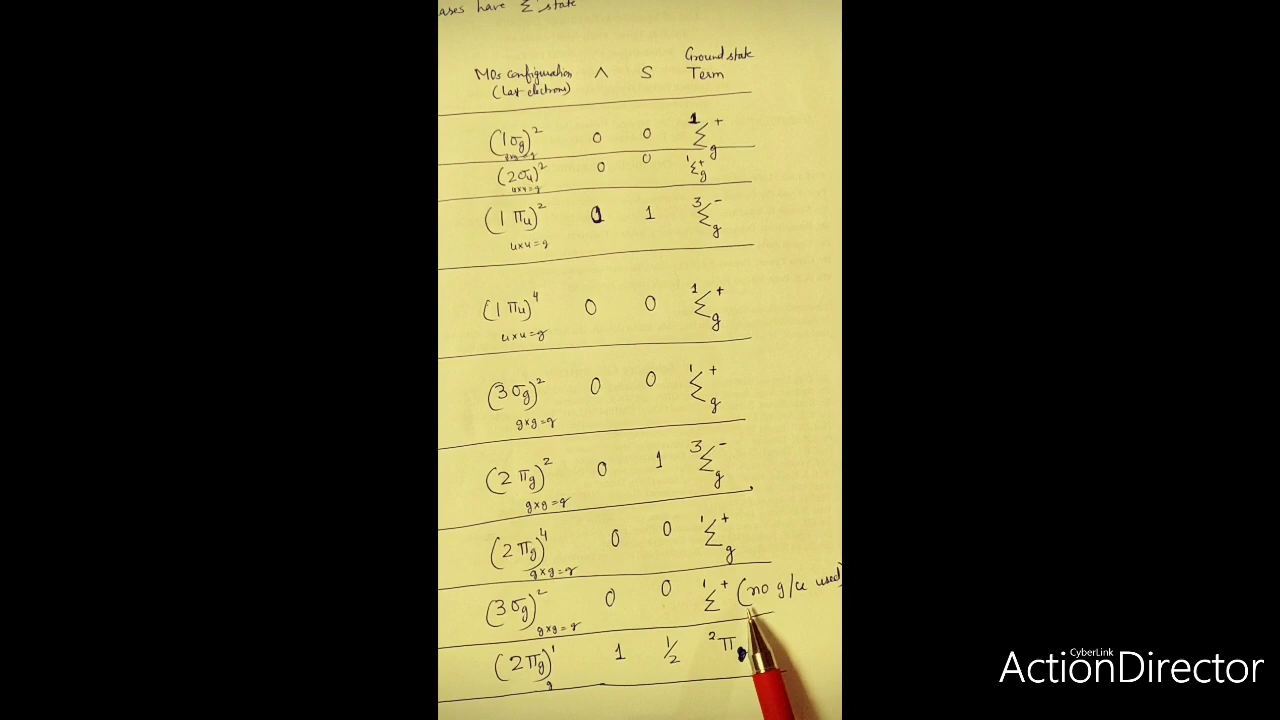 ases have Σ state
Ground state
MOs configuration Λ S Term
(last electrons)
(1σg)² 0 0 ¹Σg⁺
g×g=g
(2σu)² 0 0 ¹Σg⁺
u×u=g
(1πu)² 0 1 ³Σg⁻
u×u=g
(1πu)⁴ 0 0 ¹Σg⁺
u×u=g
(3σg)² 0 0 ¹Σg⁺
g×g=g
(2πg)² 0 1 ³Σg⁻
g×g=g
(2πg)⁴ 0 0 ¹Σg⁺
g×g=g
(3σg)² 0 0 ¹Σ⁺ (no g/u used)
g×g=g
(2πg)¹ 1 1/2 ²π
g
CyberLink
ActionDirector